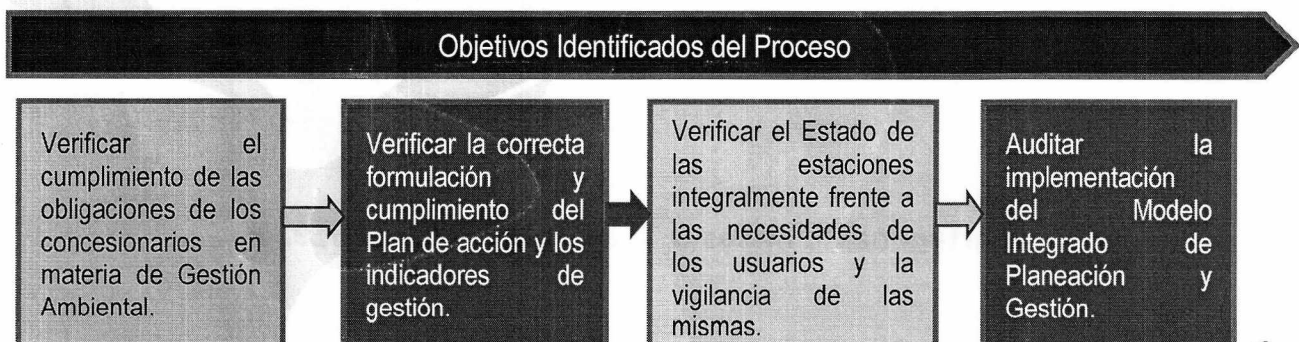 Objetivos Identificados del Proceso
Verificar el
cumplimiento de las
obligaciones de los
concesionarios en
materia de Gestión
Ambiental.
Verificar la correcta
formulación y
cumplimiento del
Plan de acción y los
indicadores de
gestión.
Verificar el Estado de
las estaciones
integralmente frente a
las necesidades de
los usuarios y la
vigilancia de las
mismas.
Auditar la
implementación
del Modelo
Integrado de
Planeación y
Gestión.